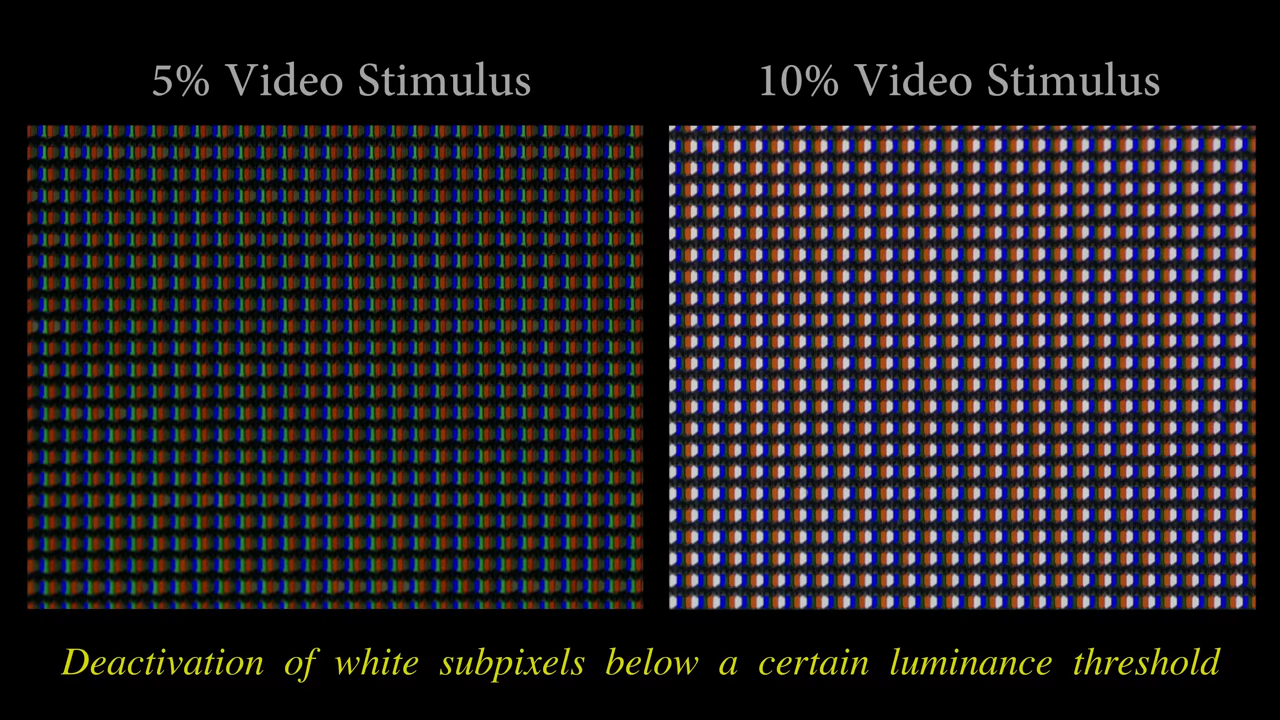 5% Video Stimulus
10% Video Stimulus
Deactivation of white subpixels below a certain luminance threshold